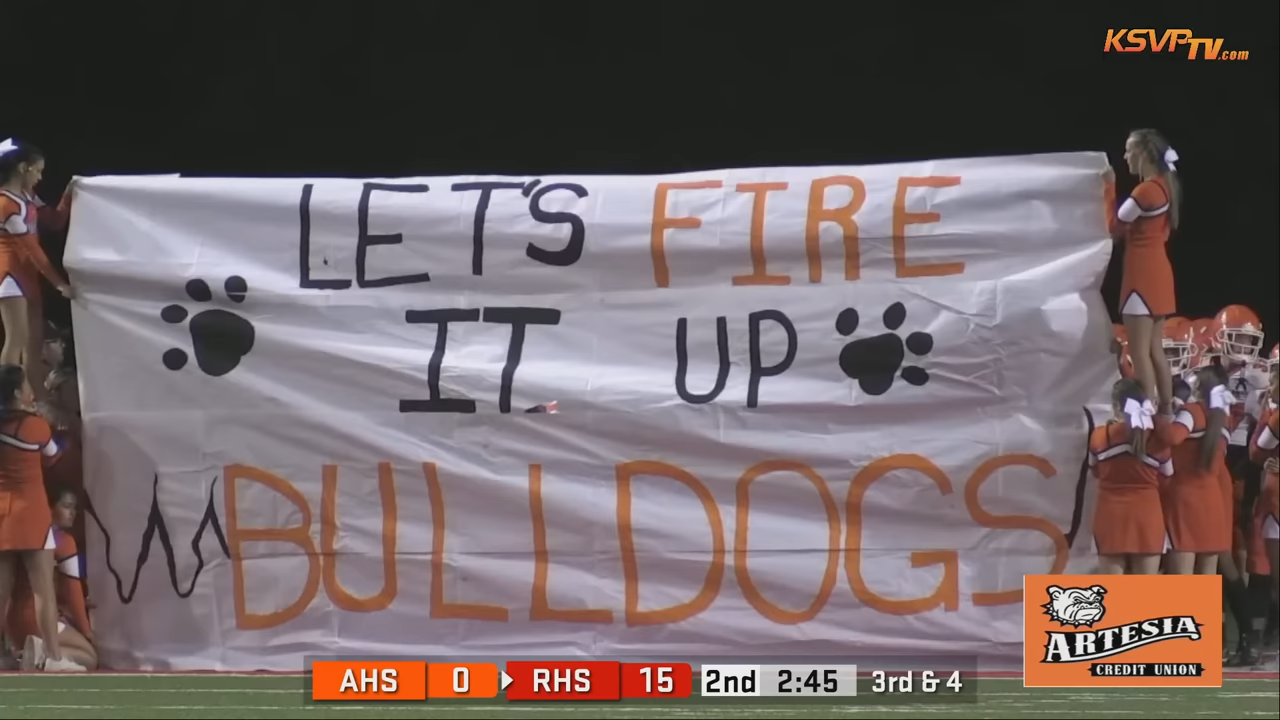 KSVPTV.com
LET'S FIRE
IT UP
BULLDOGS
ARTESIA
CREDIT UNION
AHS 0 RHS 15 2nd 2:45 3rd & 4